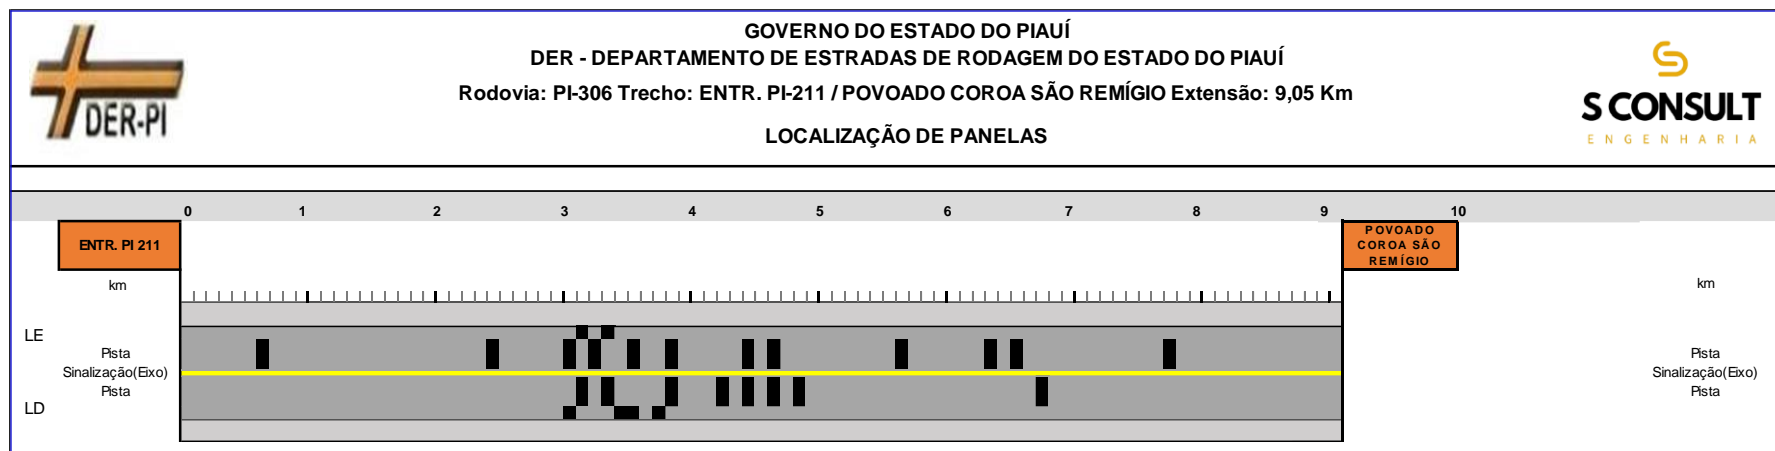 GOVERNO DO ESTADO DO PIAUÍ
DER - DEPARTAMENTO DE ESTRADAS DE RODAGEM DO ESTADO DO PIAUÍ
Rodovia: PI-306 Trecho: ENTR. PI-211 / POVOADO COROA SÃO REMÍGIO Extensão: 9,05 Km
LOCALIZAÇÃO DE PANELAS
DER-PI
S CONSULT
ENGENHARIA
0 1 2 3 4 5 6 7 8 9 10
ENTR. PI 211
POVOADO
COROA SÃO
REMÍGIO
km km
LE
Pista Pista
Sinalização(Eixo) Sinalização(Eixo)
Pista Pista
LD